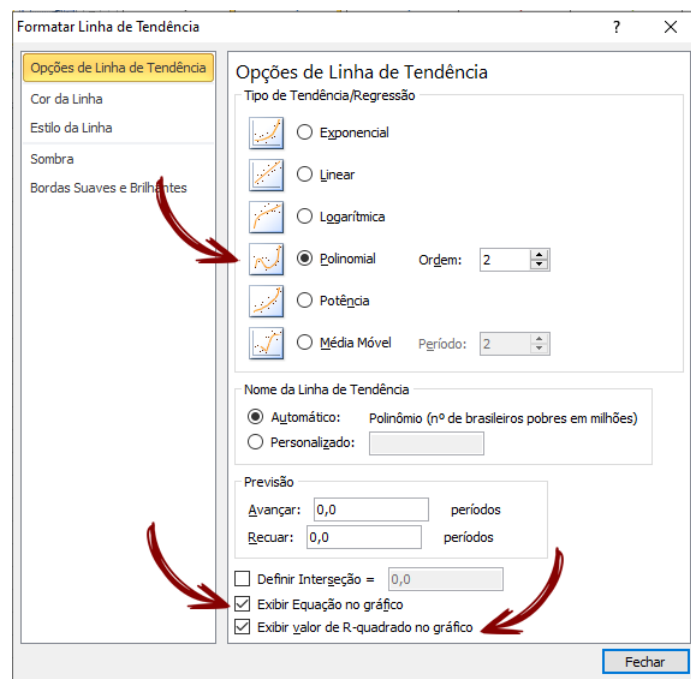 Formatar Linha de Tendência
?
Opções de Linha de Tendência
Cor da Linha
Estilo da Linha
Sombra
Bordas Suaves e Brilhantes
Opções de Linha de Tendência
Tipo de Tendência/Regressão
Exponencial
Linear
Logarítmica
Polinomial Ordem: 2
Potência
Média Móvel Período: 2
Nome da Linha de Tendência
Automático: Polinômio (nº de brasileiros pobres em milhões)
Personalizado:
Previsão
Avançar: 0,0 períodos
Recuar: 0,0 períodos
Definir Interseção = 0,0
Exibir Equação no gráfico
Exibir valor de R-quadrado no gráfico
Fechar